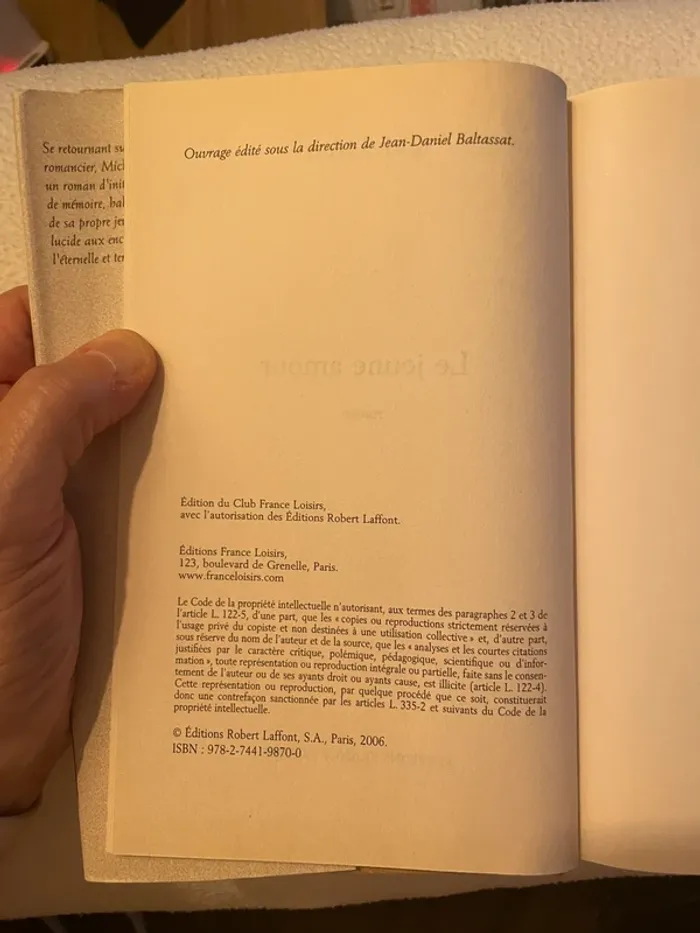 Se retournant su
romancier, Mich
un roman d'init
de mémoire, bal
de sa propre jeu
lucide aux enc
l'éternelle et ten
Ouvrage édité sous la direction de Jean-Daniel Baltassat.
Le jeune amour
roman
Édition du Club France Loisirs,
avec l'autorisation des Éditions Robert Laffont.
Éditions France Loisirs,
123, boulevard de Grenelle, Paris.
www.franceloisirs.com
Le Code de la propriété intellectuelle n'autorisant, aux termes des paragraphes 2 et 3 de
l'article L. 122-5, d'une part, que les « copies ou reproductions strictement réservées à
l'usage privé du copiste et non destinées à une utilisation collective » et, d'autre part,
sous réserve du nom de l'auteur et de la source, que les « analyses et les courtes citations
justifiées par le caractère critique, polémique, pédagogique, scientifique ou d'infor-
mation », toute représentation ou reproduction intégrale ou partielle, faite sans le consen-
tement de l'auteur ou de ses ayants droit ou ayants cause, est illicite (article L. 122-4).
Cette représentation ou reproduction, par quelque procédé que ce soit, constituerait
donc une contrefaçon sanctionnée par les articles L. 335-2 et suivants du Code de la
propriété intellectuelle.
© Éditions Robert Laffont, S.A., Paris, 2006.
ISBN : 978-2-7441-9870-0